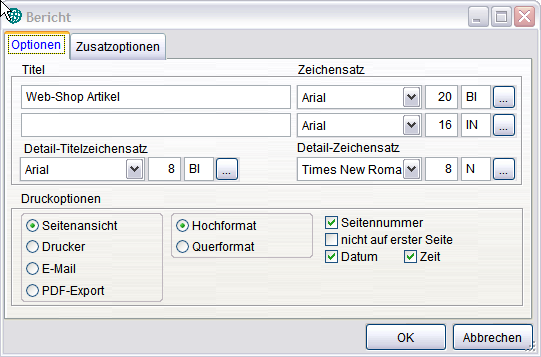 Bericht
Optionen Zusatzoptionen
Titel Zeichensatz
Web-Shop Artikel Arial 20 BI ...
Arial 16 IN ...
Detail-Titelzeichensatz Detail-Zeichensatz
Arial 8 BI ... Times New Roma 8 N ...
Druckoptionen
Seitenansicht Hochformat Seitennummer
Drucker Querformat nicht auf erster Seite
E-Mail Datum Zeit
PDF-Export
OK Abbrechen